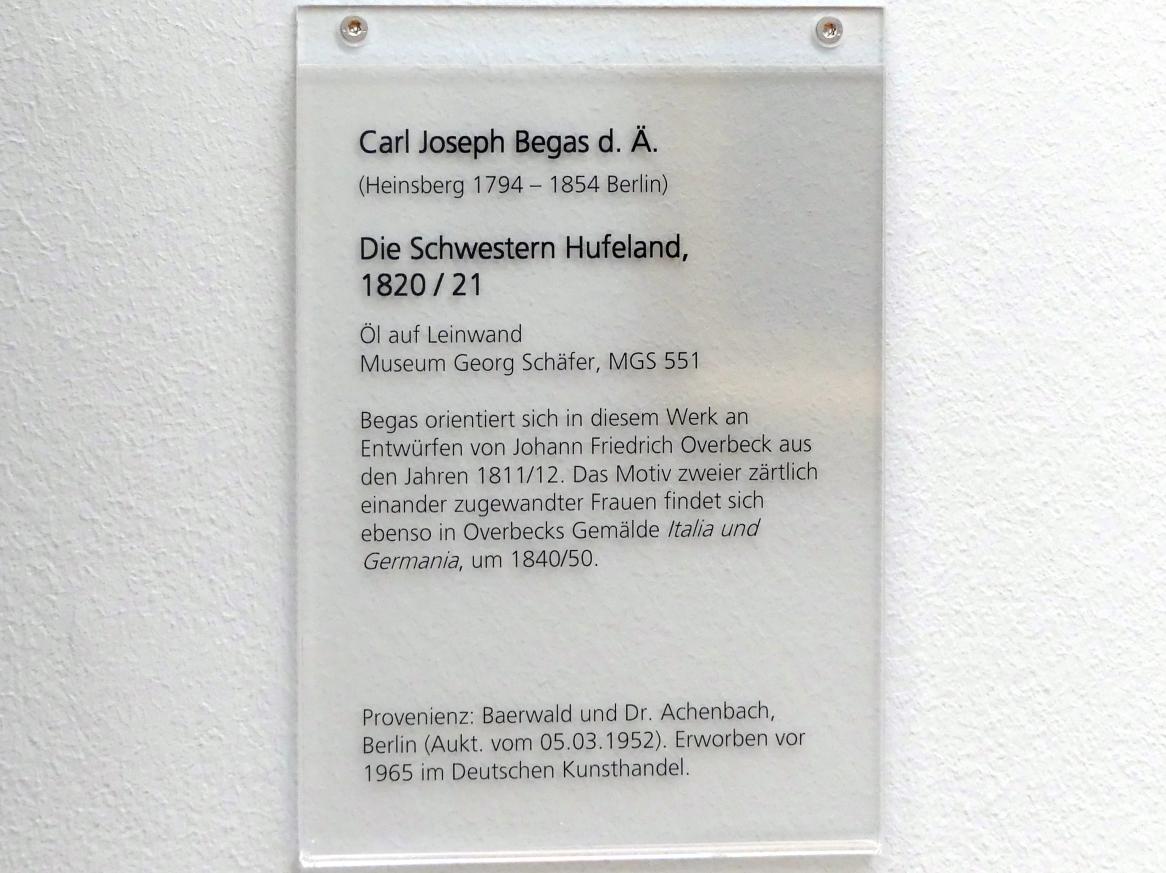 Carl Joseph Begas d. Ä.
(Heinsberg 1794 – 1854 Berlin)
Die Schwestern Hufeland,
1820 / 21
Öl auf Leinwand
Museum Georg Schäfer, MGS 551
Begas orientiert sich in diesem Werk an
Entwürfen von Johann Friedrich Overbeck aus
den Jahren 1811/12. Das Motiv zweier zärtlich
einander zugewandter Frauen findet sich
ebenso in Overbecks Gemälde Italia und
Germania, um 1840/50.
Provenienz: Baerwald und Dr. Achenbach,
Berlin (Aukt. vom 05.03.1952). Erworben vor
1965 im Deutschen Kunsthandel.